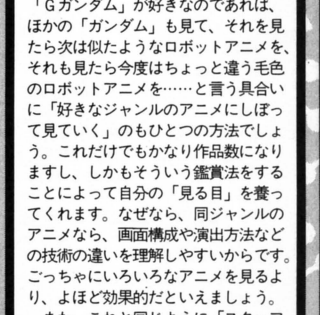 「Gガンダム」が好きなのであれば、
ほかの「ガンダム」も見て、それを見
たら次は似たようなロボットアニメを、
それも見たら今度はちょっと違う毛色
のロボットアニメを……と言う具合い
に「好きなジャンルのアニメにしぼっ
て見ていく」のもひとつの方法でしょ
う。これだけでもかなり作品数になり
ますし、しかもそういう鑑賞法をする
ことによって自分の「見る目」を養っ
てくれます。なぜなら、同ジャンルの
アニメなら、画面構成や演出方法など
の技術の違いを理解しやすいからです。
ごっちゃにいろいろなアニメを見るよ
り、よほど効果的だといえましょう。